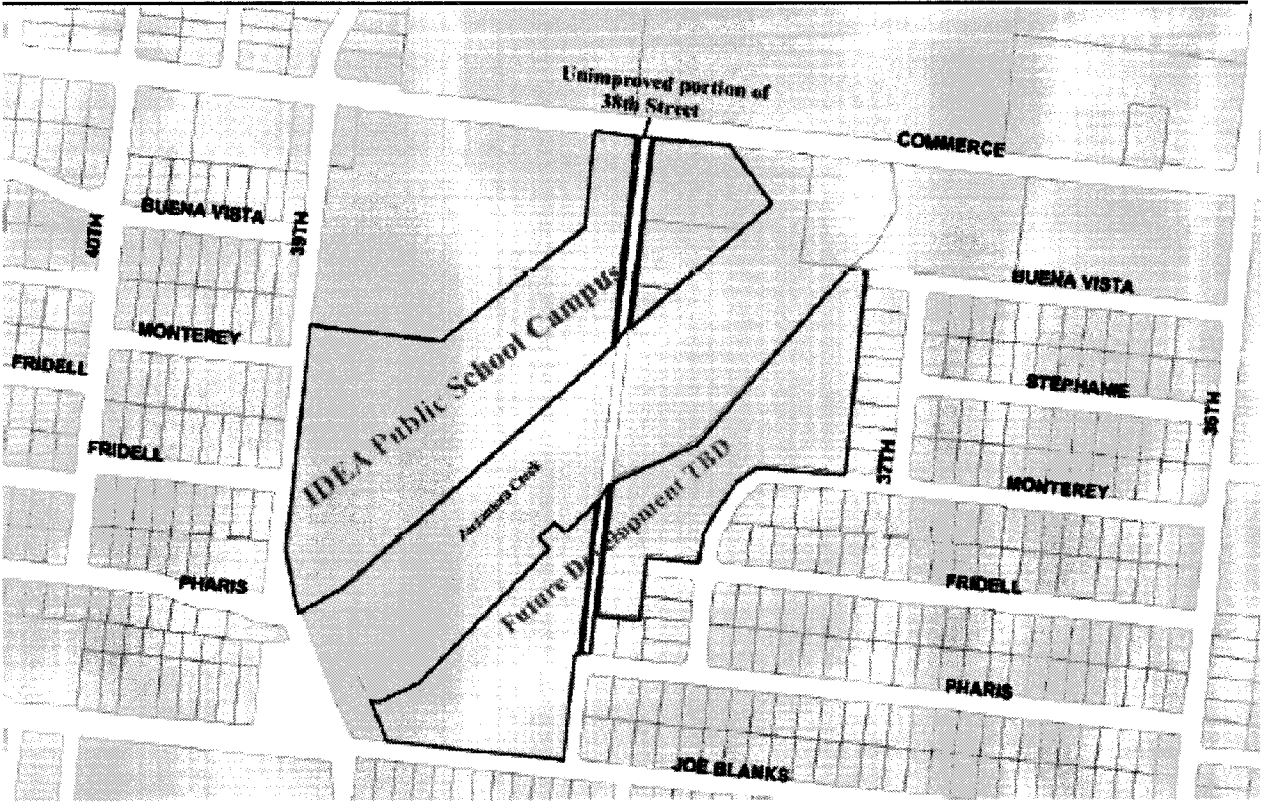 Unimproved portion of
38th Street
COMMERCE
BUENA VISTA
40TH
39TH
BUENA VISTA
IDEA Public School Campus
MONTEREY
FRIDELL
STEPHANIE
36TH
FRIDELL
37TH
MONTEREY
Creek
Future Development TBD
PHARIS
FRIDELL
PHARIS
JOE BLANKS